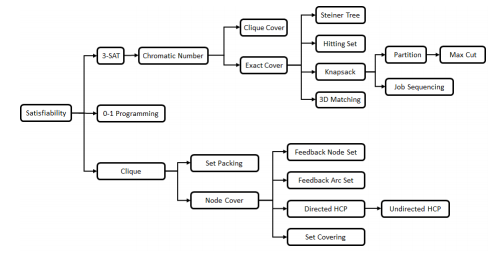 Satisfiability
3-SAT
Chromatic Number
Clique Cover
Exact Cover
Steiner Tree
Hitting Set
Knapsack
3D Matching
Partition
Max Cut
Job Sequencing
0-1 Programming
Clique
Set Packing
Node Cover
Feedback Node Set
Feedback Arc Set
Directed HCP
Undirected HCP
Set Covering